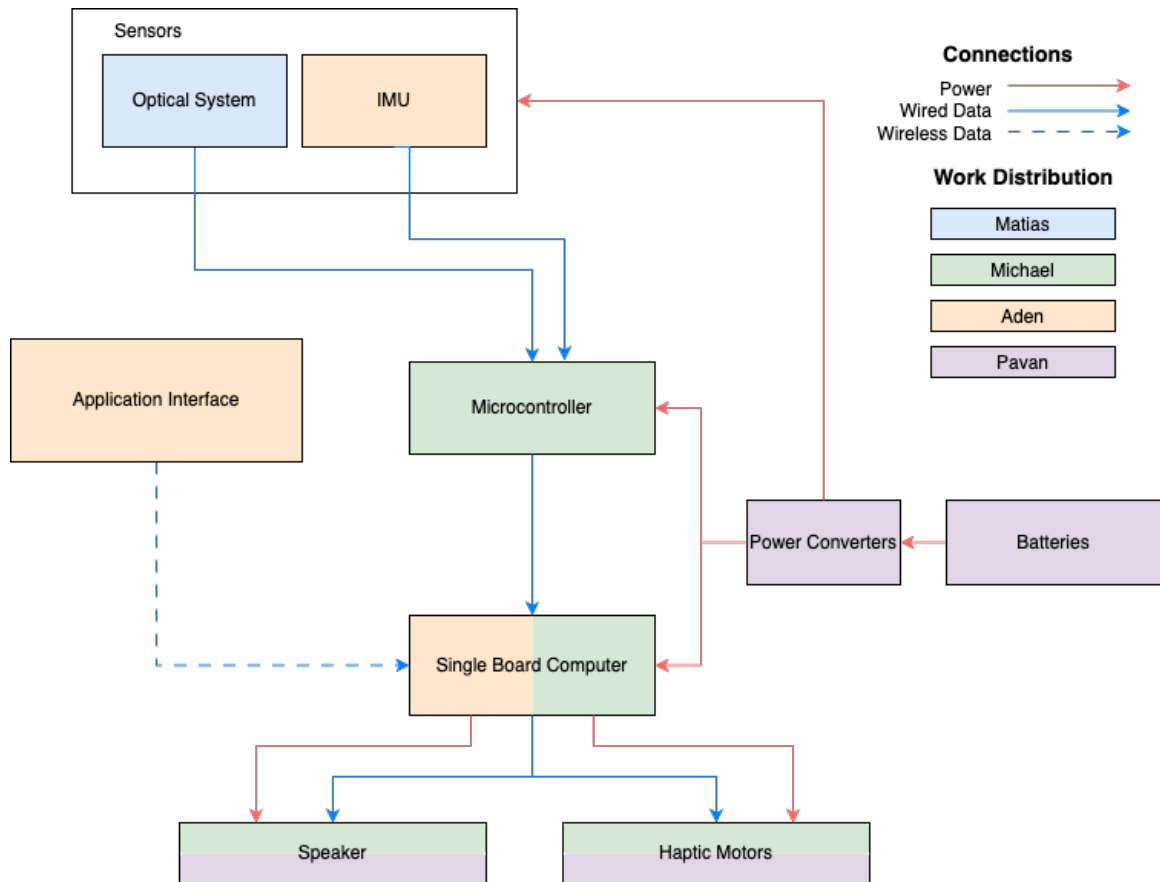 Sensors
Optical System
IMU
Connections
Power
Wired Data
Wireless Data
Work Distribution
Matias
Michael
Aden
Pavan
Application Interface
Microcontroller
Power Converters
Batteries
Single Board Computer
Speaker
Haptic Motors